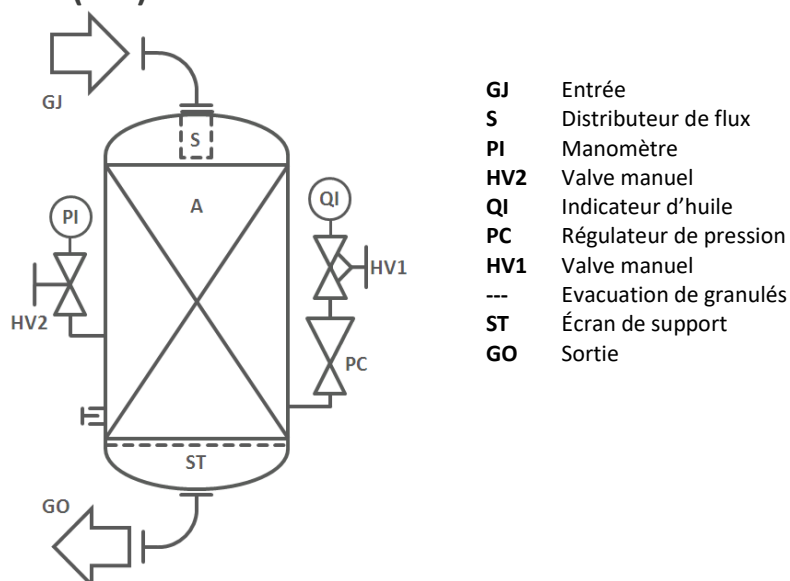 GJ
S
A
PI
QI
HV1
HV2
PC
ST
GO
GJ Entrée
S Distributeur de flux
PI Manomètre
HV2 Valve manuel
QI Indicateur d’huile
PC Régulateur de pression
HV1 Valve manuel
--- Evacuation de granulés
ST Écran de support
GO Sortie